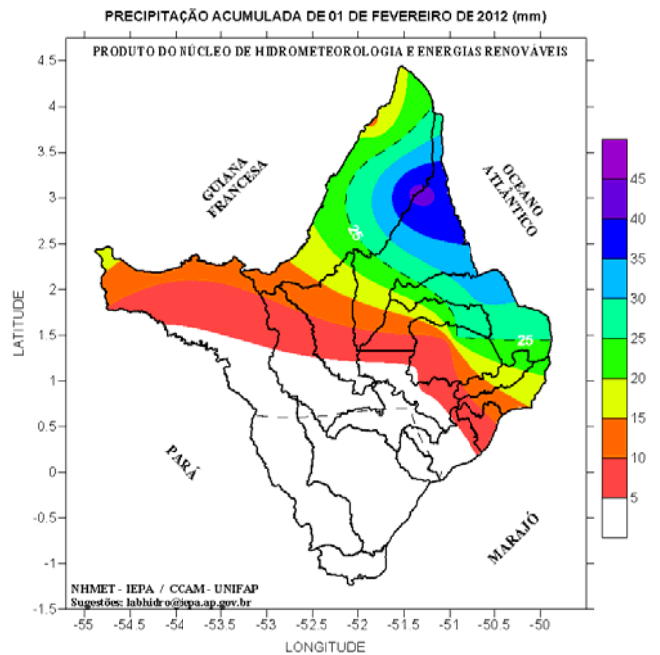 PRECIPITAÇÃO ACUMULADA DE 01 DE FEVEREIRO DE 2012 (mm)
PRODUTO DO NÚCLEO DE HIDROMETEOROLOGIA E ENERGIAS RENOVÁVEIS
4.5
4
3.5
3
2.5
2
1.5
1
0.5
0
-0.5
-1
-1.5
LATITUDE
GUIANA
FRANCESA
OCEANO
ATLÂNTICO
25
25
PARÁ
MARAJÓ
45
40
35
30
25
20
15
10
5
NHMET - IEPA / CCAM - UNIFAP
Sugestões: labhidro@iepa.ap.gov.br
-55 -54.5 -54 -53.5 -53 -52.5 -52 -51.5 -51 -50.5 -50
LONGITUDE